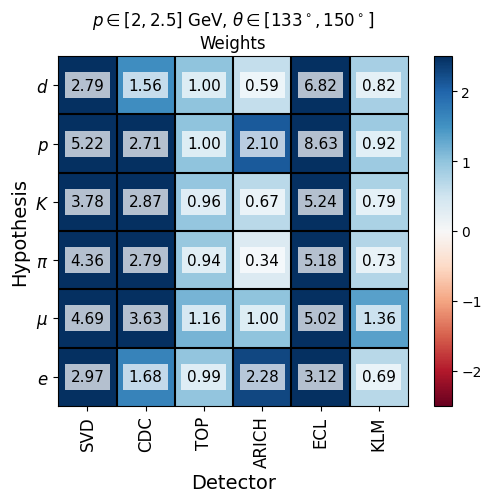 p ∈ [2, 2.5] GeV, θ ∈ [133°, 150°]
Weights
Hypothesis
d 2.79 1.56 1.00 0.59 6.82 0.82
p 5.22 2.71 1.00 2.10 8.63 0.92
K 3.78 2.87 0.96 0.67 5.24 0.79
π 4.36 2.79 0.94 0.34 5.18 0.73
μ 4.69 3.63 1.16 1.00 5.02 1.36
e 2.97 1.68 0.99 2.28 3.12 0.69
SVD CDC TOP ARICH ECL KLM
Detector
2
1
0
−1
−2